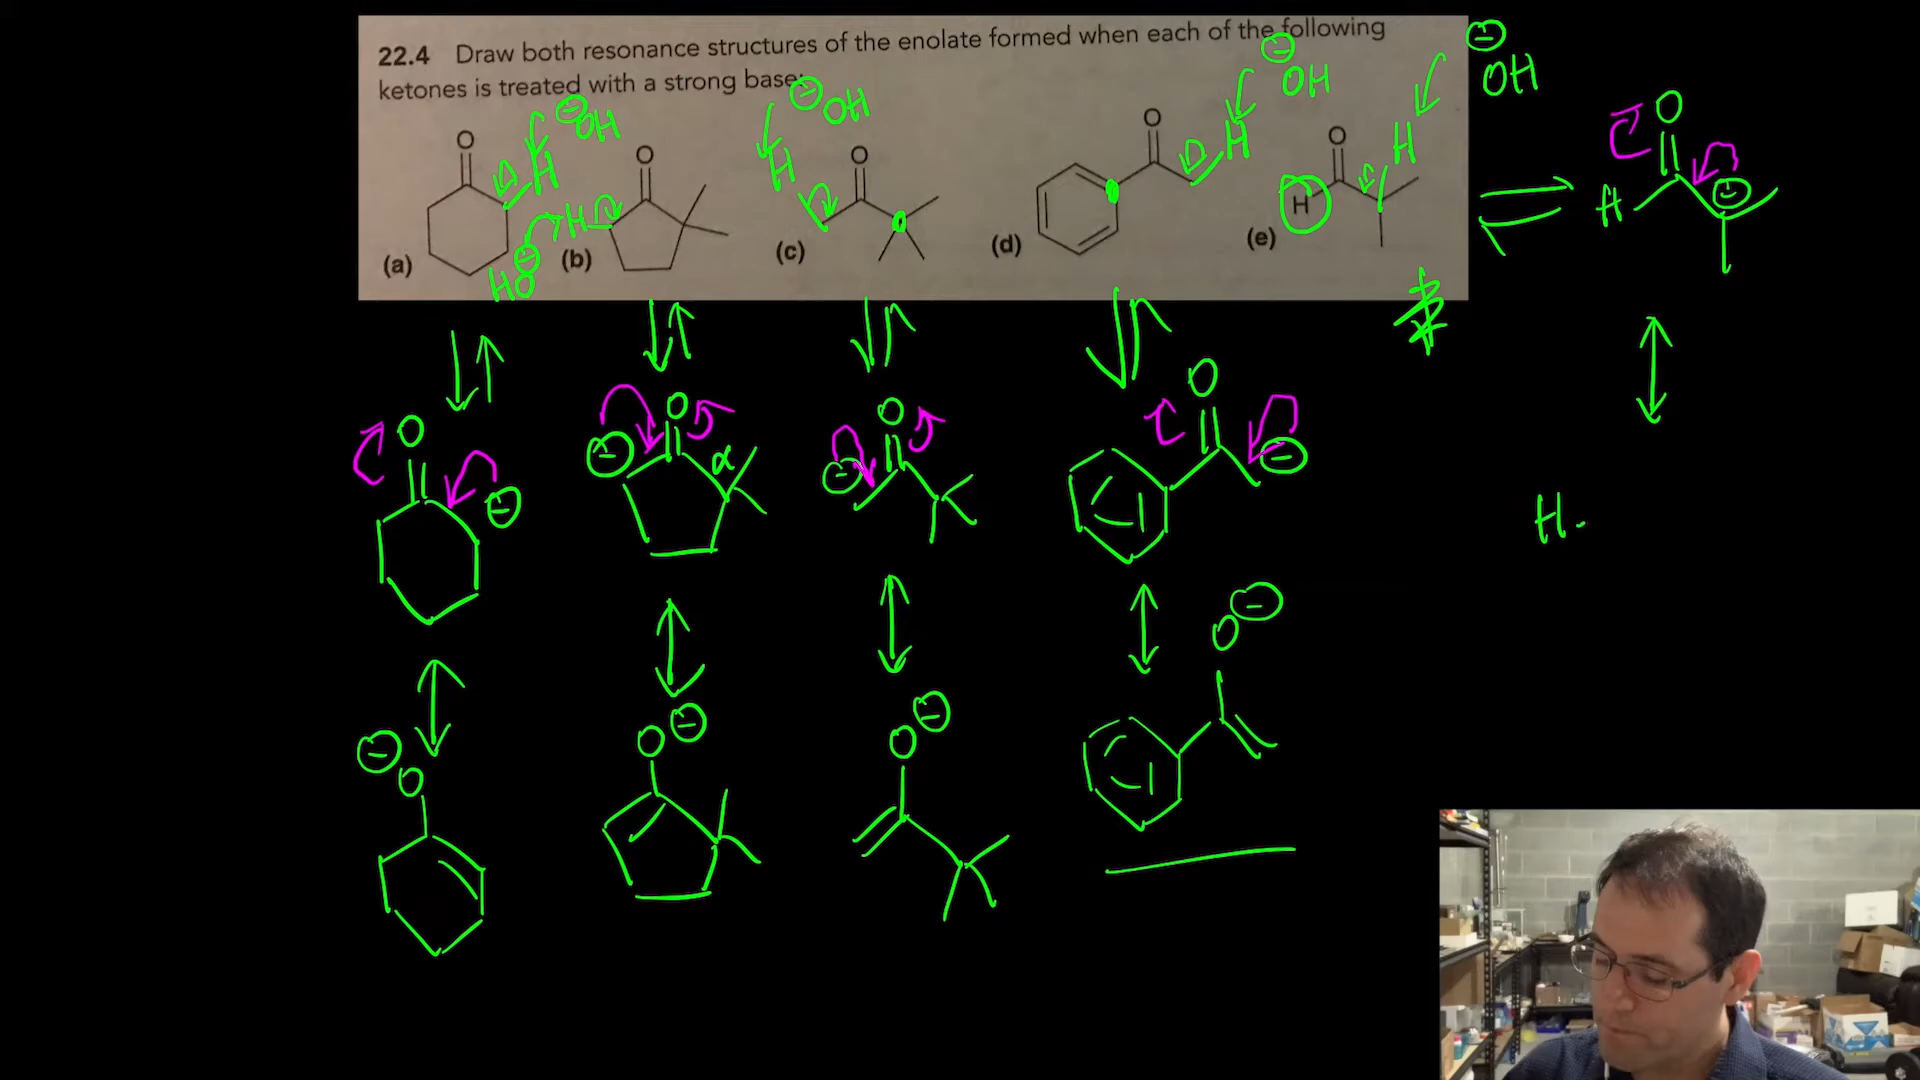 22.4 Draw both resonance structures of the enolate formed when each of the following
ketones is treated with a strong base:
⊖
OH
⊖
OH
⊖
OH
⊖
OH
O
H
O
H
H
O
O
H
O
H
H
O
H
⊖
(a)
⊖
HO
(b)
(c)
(d)
(e)
O
⊖
O
⊖
α
O
⊖
O
⊖
H
⊖
O
⊖
O
⊖
O
⊖
O